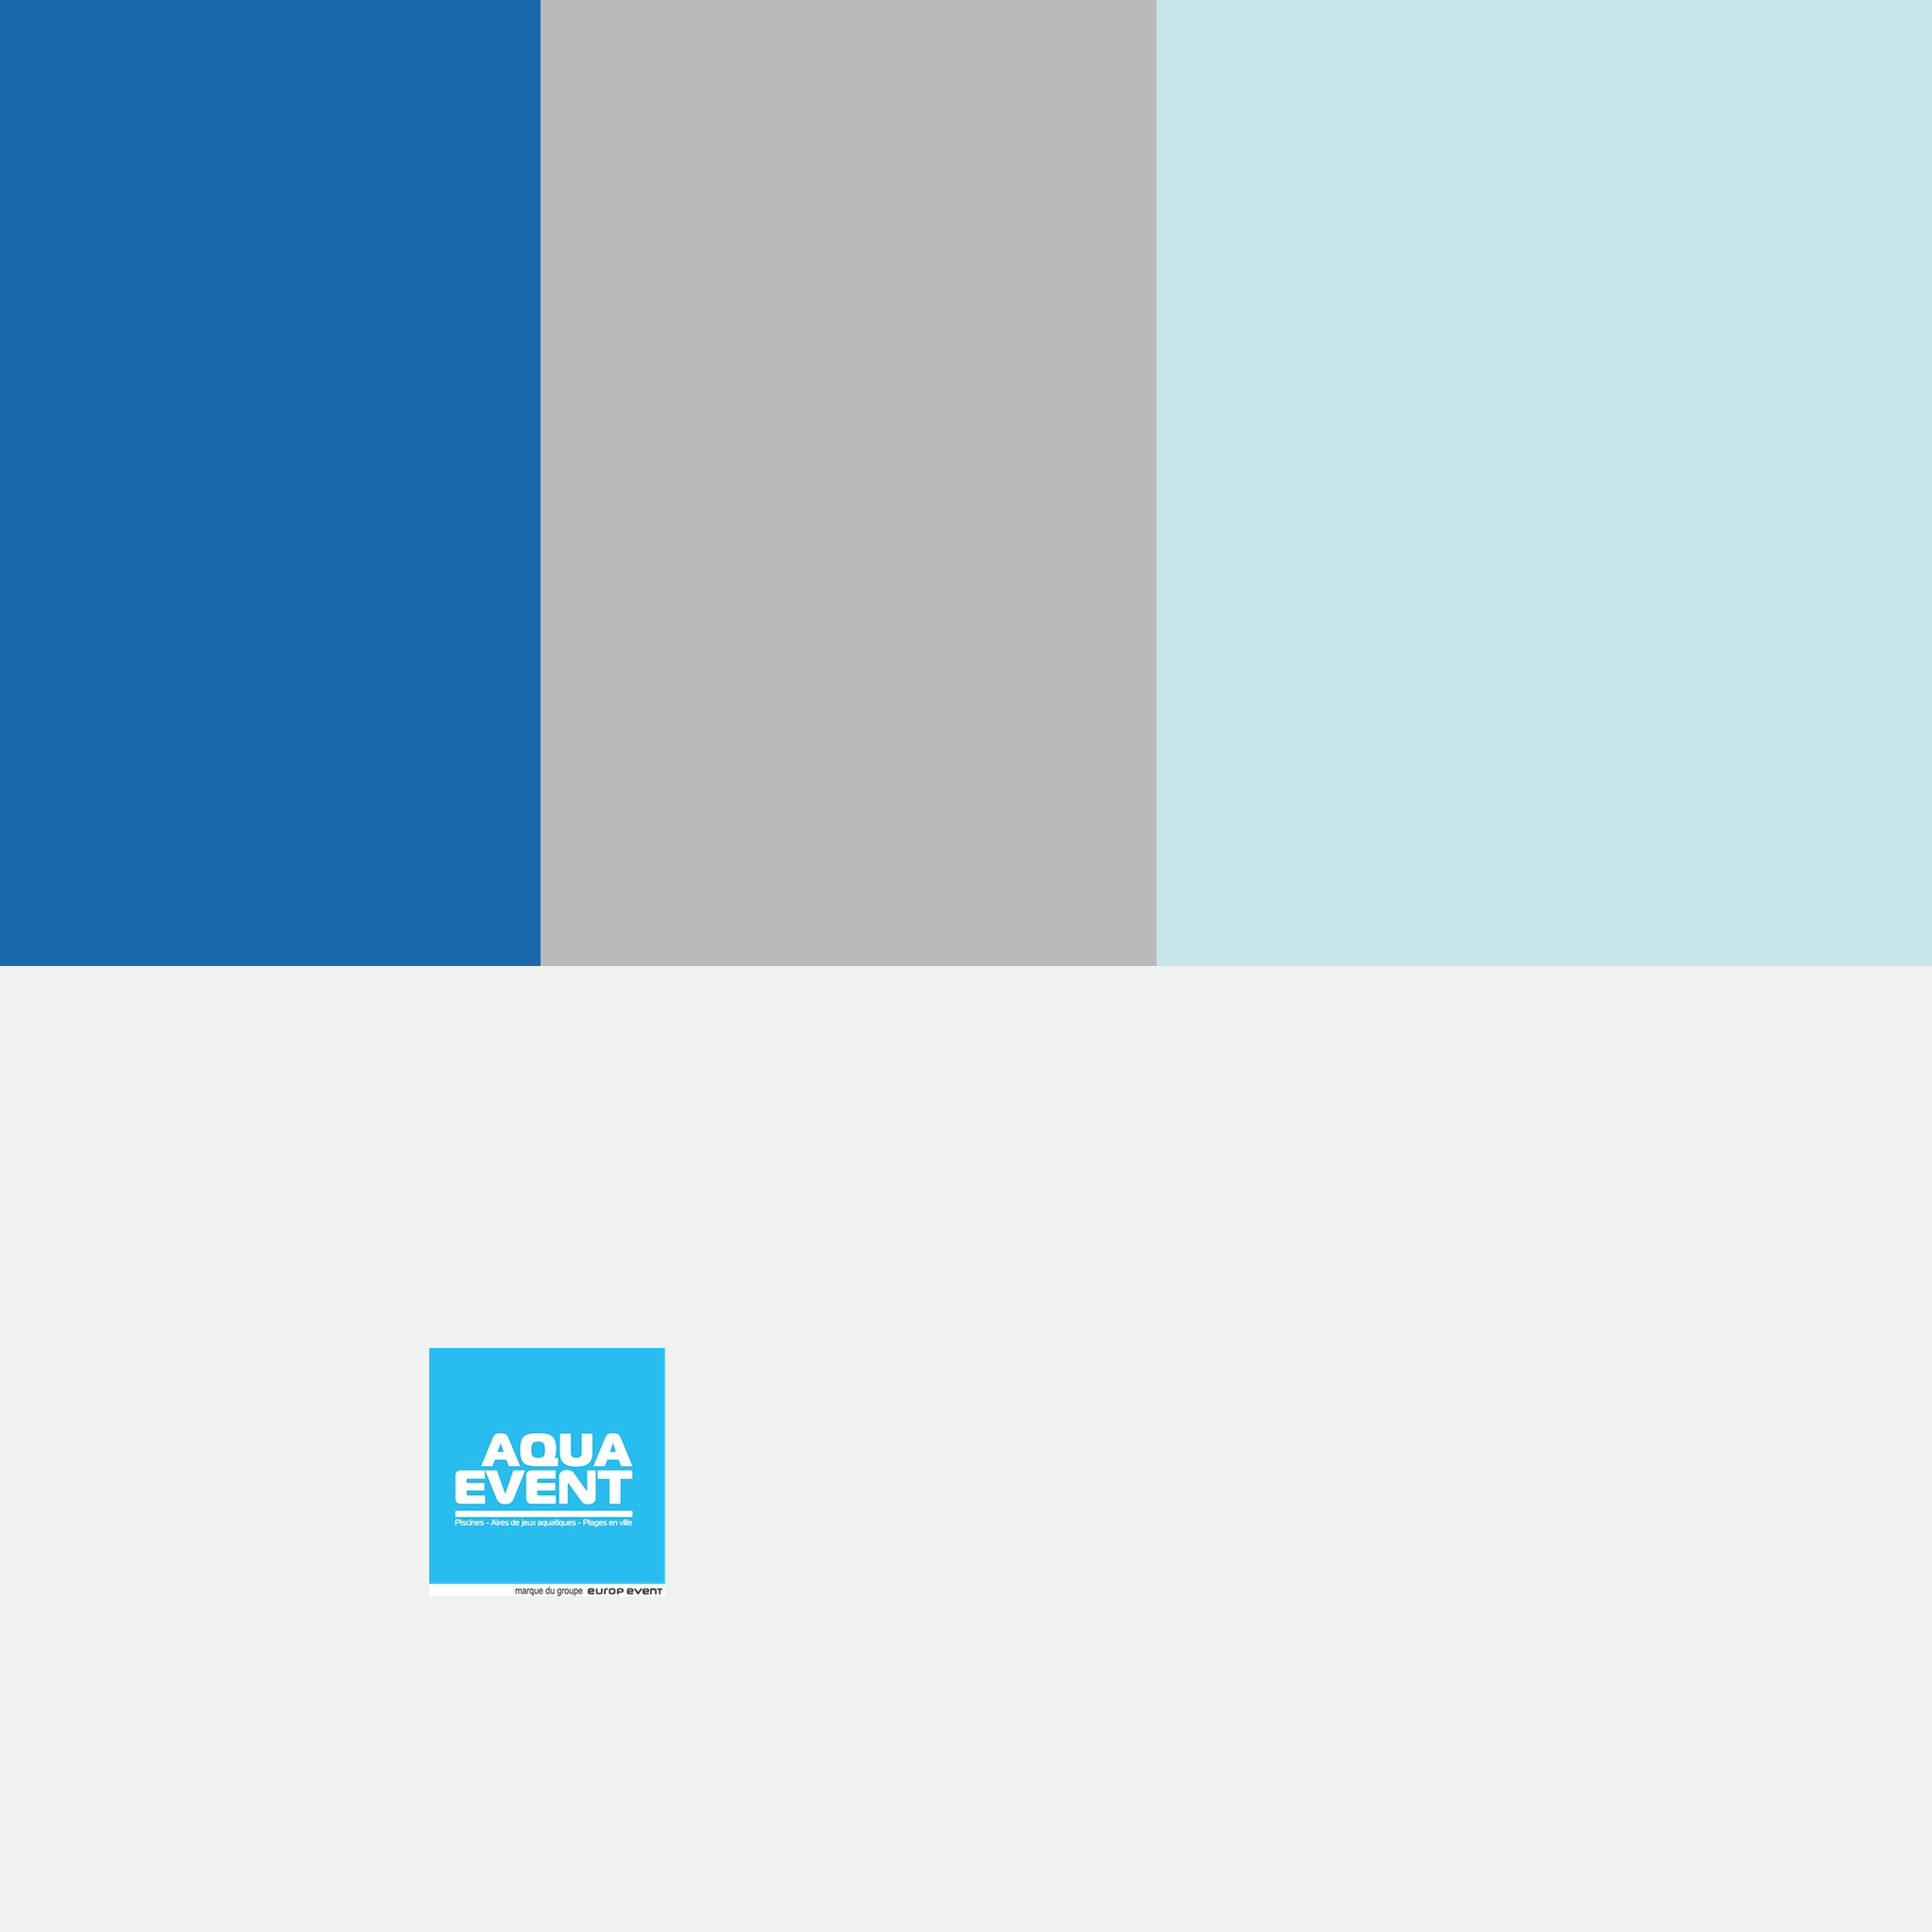 AQUA
EVENT
Piscines - Aires de jeux aquatiques - Plages en ville
marque du groupe europ event